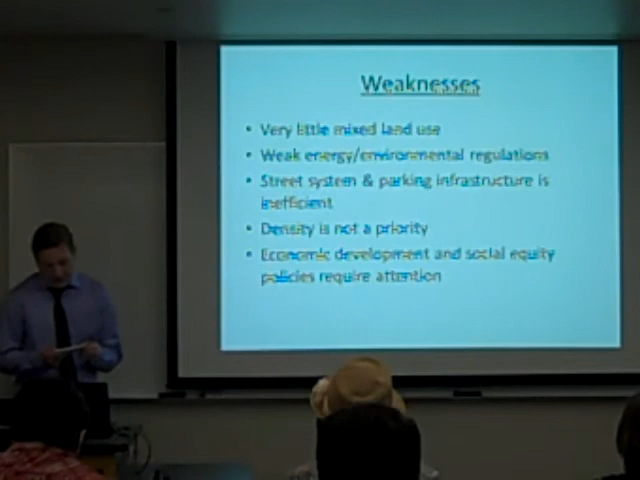 Weaknesses
• Very little mixed land use
• Weak energy/environmental regulations
• Street system & parking infrastructure is
inefficient
• Density is not a priority
• Economic development and social equity
policies require attention